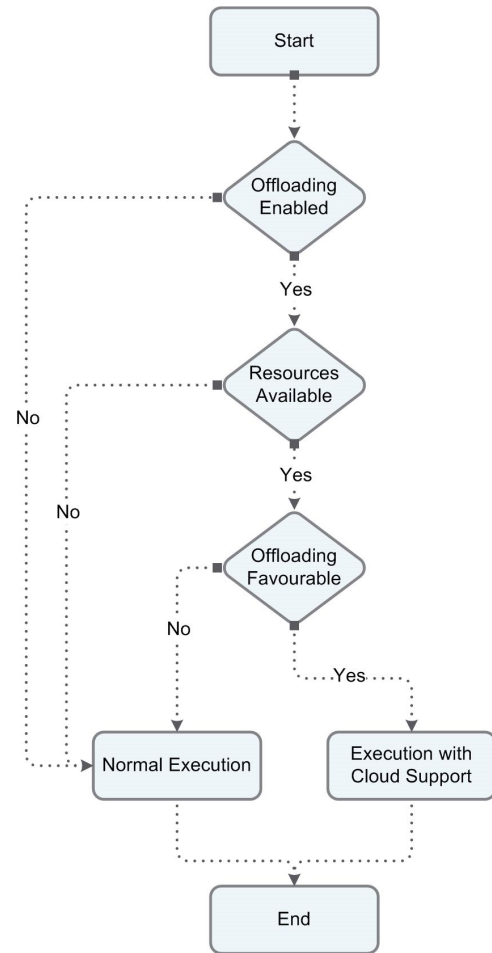 Start
Offloading
Enabled
Yes
Resources
Available
No
Yes
No
Offloading
Favourable
No
Yes
Normal Execution
Execution with
Cloud Support
End